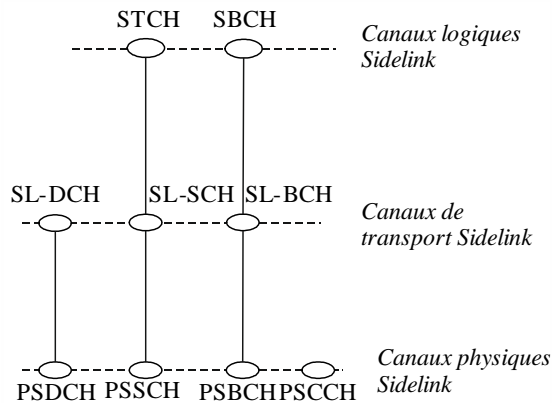 STCH SBCH
Canaux logiques
Sidelink
SL-DCH SL-SCH SL-BCH
Canaux de
transport Sidelink
Canaux physiques
Sidelink
PSDCH PSSCH PSBCH PSCCH